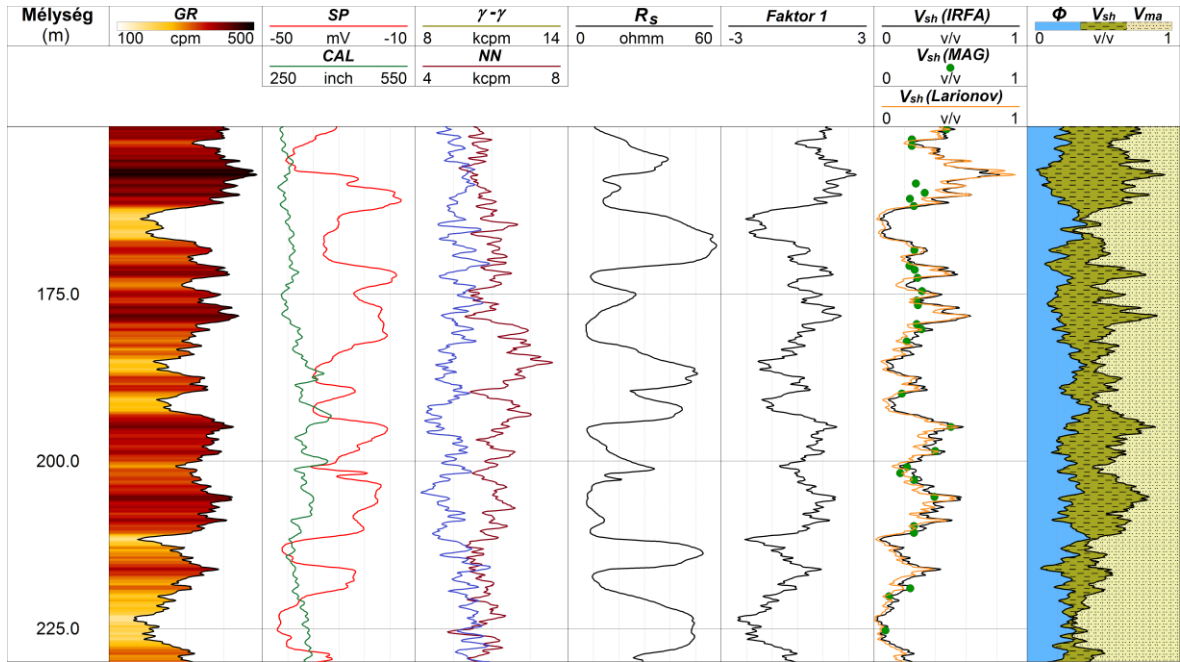 Mélység
(m)
GR
100 cpm 500
SP
-50 mV -10
CAL
250 inch 550
γ -γ
8 kcpm 14
NN
4 kcpm 8
Rs
0 ohmm 60
Faktor 1
-3 3
Vsh (IRFA)
0 v/v 1
Vsh (MAG)
0 v/v 1
Vsh (Larionov)
0 v/v 1
Φ Vsh Vma
0 v/v 1
175.0
200.0
225.0